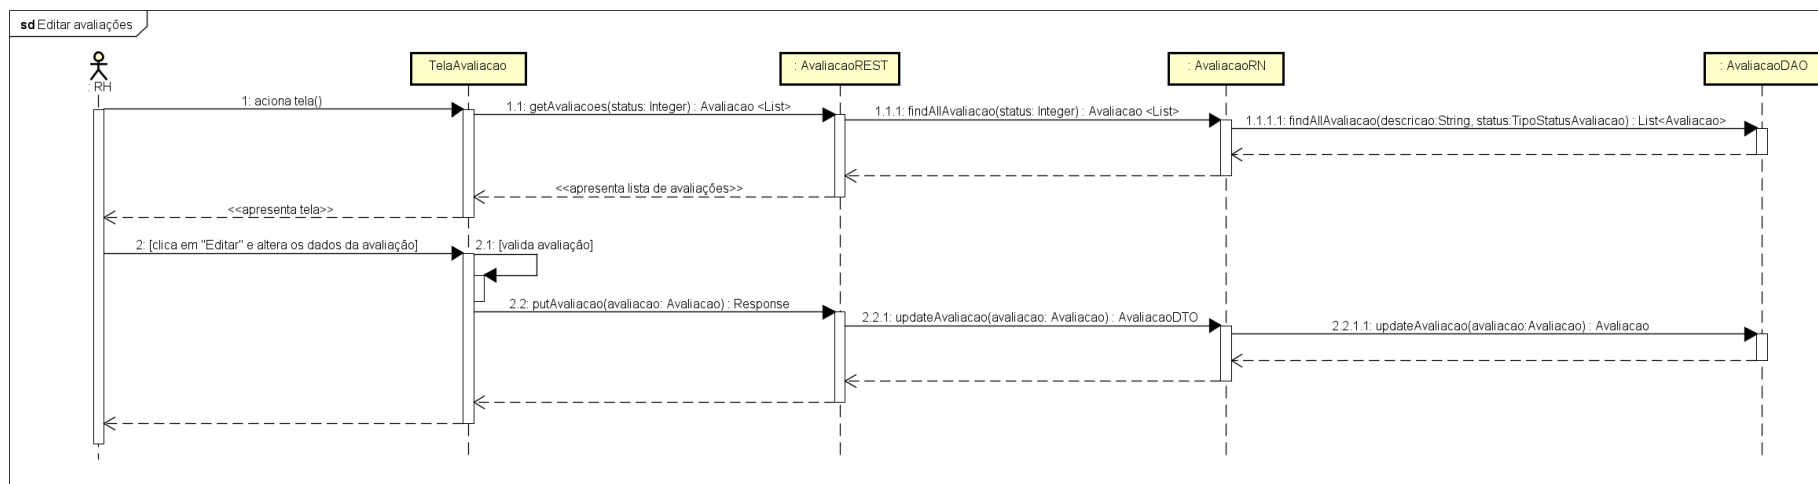 sd Editar avaliações
: RH
TelaAvaliacao
: AvaliacaoREST
: AvaliacaoRN
: AvaliacaoDAO
1: aciona tela()
1.1: getAvaliacoes(status: Integer) : Avaliacao <List>
1.1.1: findAllAvaliacao(status: Integer) : Avaliacao <List>
1.1.1.1: findAllAvaliacao(descricao:String, status:TipoStatusAvaliacao) : List<Avaliacao>
<<apresenta lista de avaliações>>
<<apresenta tela>>
2: [clica em "Editar" e altera os dados da avaliação]
2.1: [valida avaliação]
2.2: putAvaliacao(avaliacao: Avaliacao) : Response
2.2.1: updateAvaliacao(avaliacao: Avaliacao) : AvaliacaoDTO
2.2.1.1: updateAvaliacao(avaliacao:Avaliacao) : Avaliacao